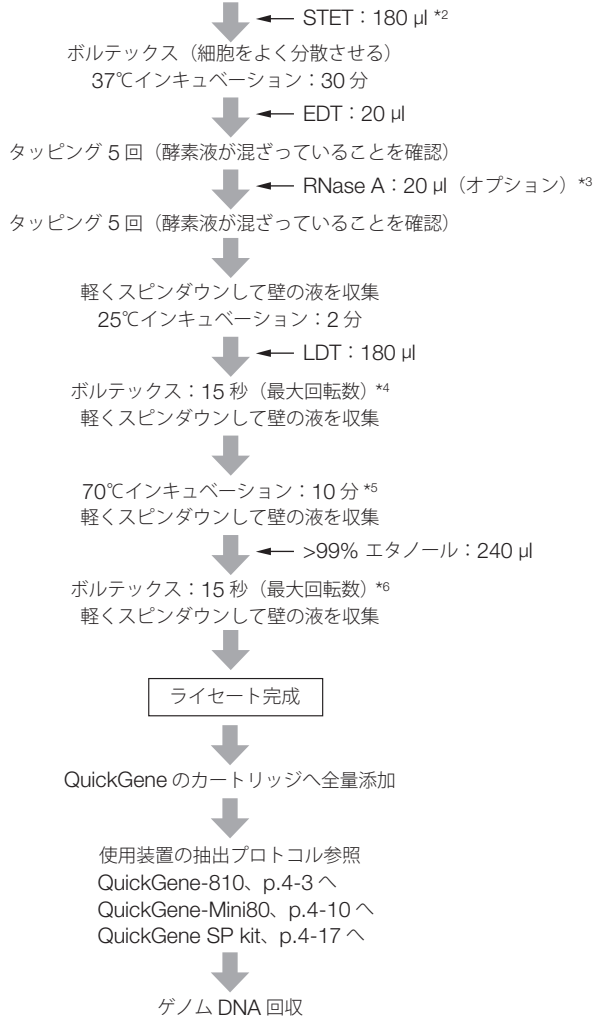 STET：180 µl *2
ボルテックス（細胞をよく分散させる）
37℃インキュベーション：30 分
EDT：20 µl
タッピング 5 回（酵素液が混ざっていることを確認）
RNase A：20 µl（オプション）*3
タッピング 5 回（酵素液が混ざっていることを確認）
軽くスピンダウンして壁の液を収集
25℃インキュベーション：2 分
LDT：180 µl
ボルテックス：15 秒（最大回転数）*4
軽くスピンダウンして壁の液を収集
70℃インキュベーション：10 分 *5
軽くスピンダウンして壁の液を収集
>99% エタノール：240 µl
ボルテックス：15 秒（最大回転数）*6
軽くスピンダウンして壁の液を収集
ライセート完成
QuickGene のカートリッジへ全量添加
使用装置の抽出プロトコル参照
QuickGene-810、p.4-3 へ
QuickGene-Mini80、p.4-10 へ
QuickGene SP kit、p.4-17 へ
ゲノム DNA 回収